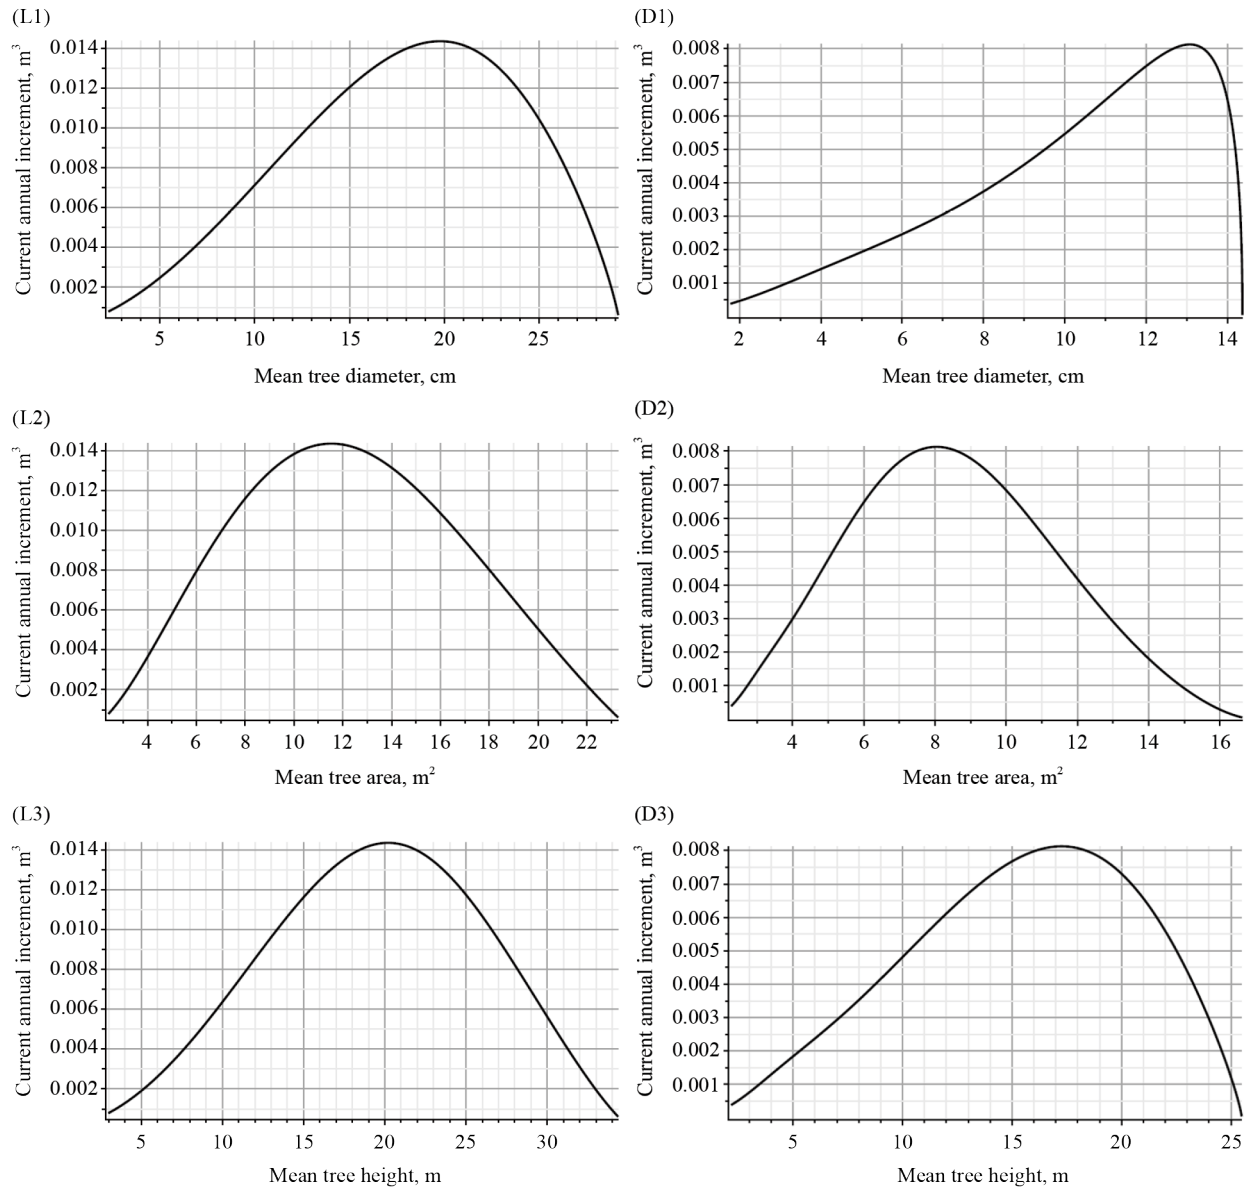 (L1)
Current annual increment, m³
0.014
0.012
0.010
0.008
0.006
0.004
0.002
5 10 15 20 25
Mean tree diameter, cm
(D1)
Current annual increment, m³
0.008
0.007
0.006
0.005
0.004
0.003
0.002
0.001
2 4 6 8 10 12 14
Mean tree diameter, cm
(L2)
Current annual increment, m³
0.014
0.012
0.010
0.008
0.006
0.004
0.002
4 6 8 10 12 14 16 18 20 22
Mean tree area, m²
(D2)
Current annual increment, m³
0.008
0.007
0.006
0.005
0.004
0.003
0.002
0.001
4 6 8 10 12 14 16
Mean tree area, m²
(L3)
Current annual increment, m³
0.014
0.012
0.010
0.008
0.006
0.004
0.002
5 10 15 20 25 30
Mean tree height, m
(D3)
Current annual increment, m³
0.008
0.007
0.006
0.005
0.004
0.003
0.002
0.001
5 10 15 20 25
Mean tree height, m